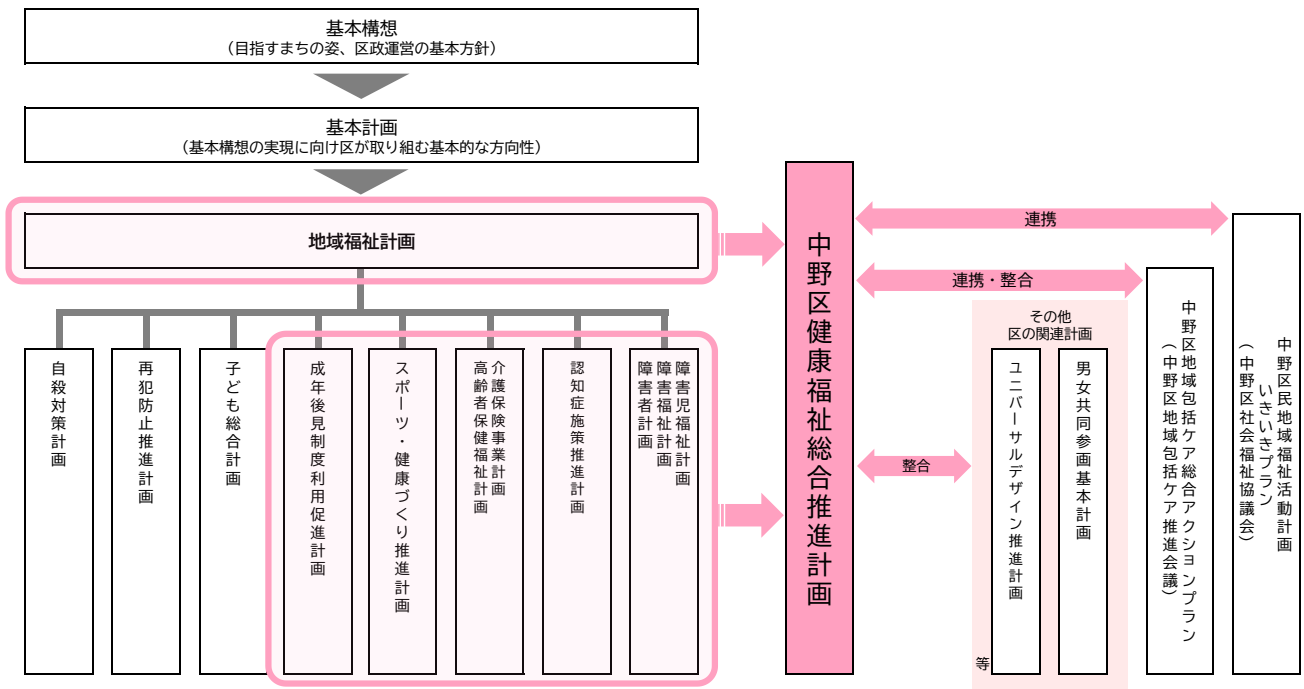 基本構想
（目指すまちの姿、区政運営の基本方針）
基本計画
（基本構想の実現に向け区が取り組む基本的な方向性）
地域福祉計画
自殺対策計画
再犯防止推進計画
子ども総合計画
成年後見制度利用促進計画
スポーツ・健康づくり推進計画
介護保険事業計画
高齢者保健福祉計画
認知症施策推進計画
障害児福祉計画
障害福祉計画
障害者計画
中野区健康福祉総合推進計画
連携
連携・整合
整合
その他
区の関連計画
男女共同参画基本計画
ユニバーサルデザイン推進計画
等
中野区地域包括ケア総合アクションプラン
（中野区地域包括ケア推進会議）
中野区民地域福祉活動計画
いきいきプラン
（中野区社会福祉協議会）